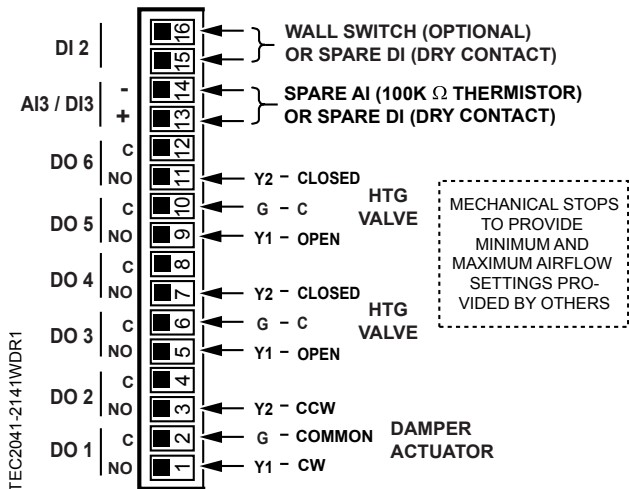 DI 2
16
WALL SWITCH (OPTIONAL)
15
OR SPARE DI (DRY CONTACT)
AI3 / DI3
- 14
SPARE AI (100K Ω THERMISTOR)
+ 13
OR SPARE DI (DRY CONTACT)
DO 6
C 12
NO 11 Y2 – CLOSED
DO 5
C 10 G – C
NO 9 Y1 – OPEN
HTG
VALVE
DO 4
C 8
NO 7 Y2 – CLOSED
DO 3
C 6 G – C
NO 5 Y1 – OPEN
HTG
VALVE
DO 2
C 4
NO 3 Y2 – CCW
DO 1
C 2 G – COMMON
NO 1 Y1 – CW
DAMPER
ACTUATOR
MECHANICAL STOPS
TO PROVIDE
MINIMUM AND
MAXIMUM AIRFLOW
SETTINGS PRO-
VIDED BY OTHERS
TEC2041-2141WDR1